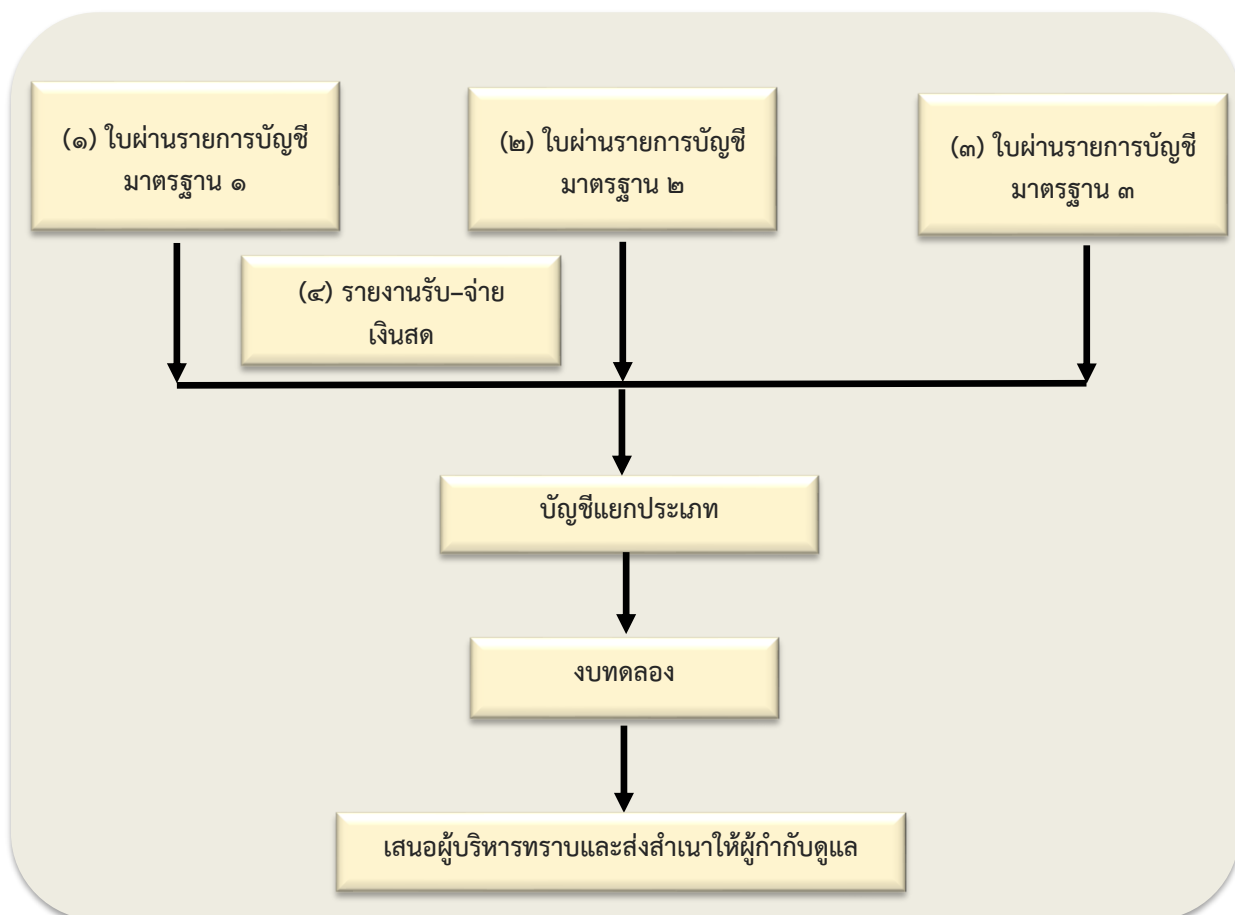 (๑) ใบผ่านรายการบัญชี
มาตรฐาน ๑
(๒) ใบผ่านรายการบัญชี
มาตรฐาน ๒
(๓) ใบผ่านรายการบัญชี
มาตรฐาน ๓
(๔) รายงานรับ–จ่าย
เงินสด
บัญชีแยกประเภท
งบทดลอง
เสนอผู้บริหารทราบและส่งสำเนาให้ผู้กำกับดูแล